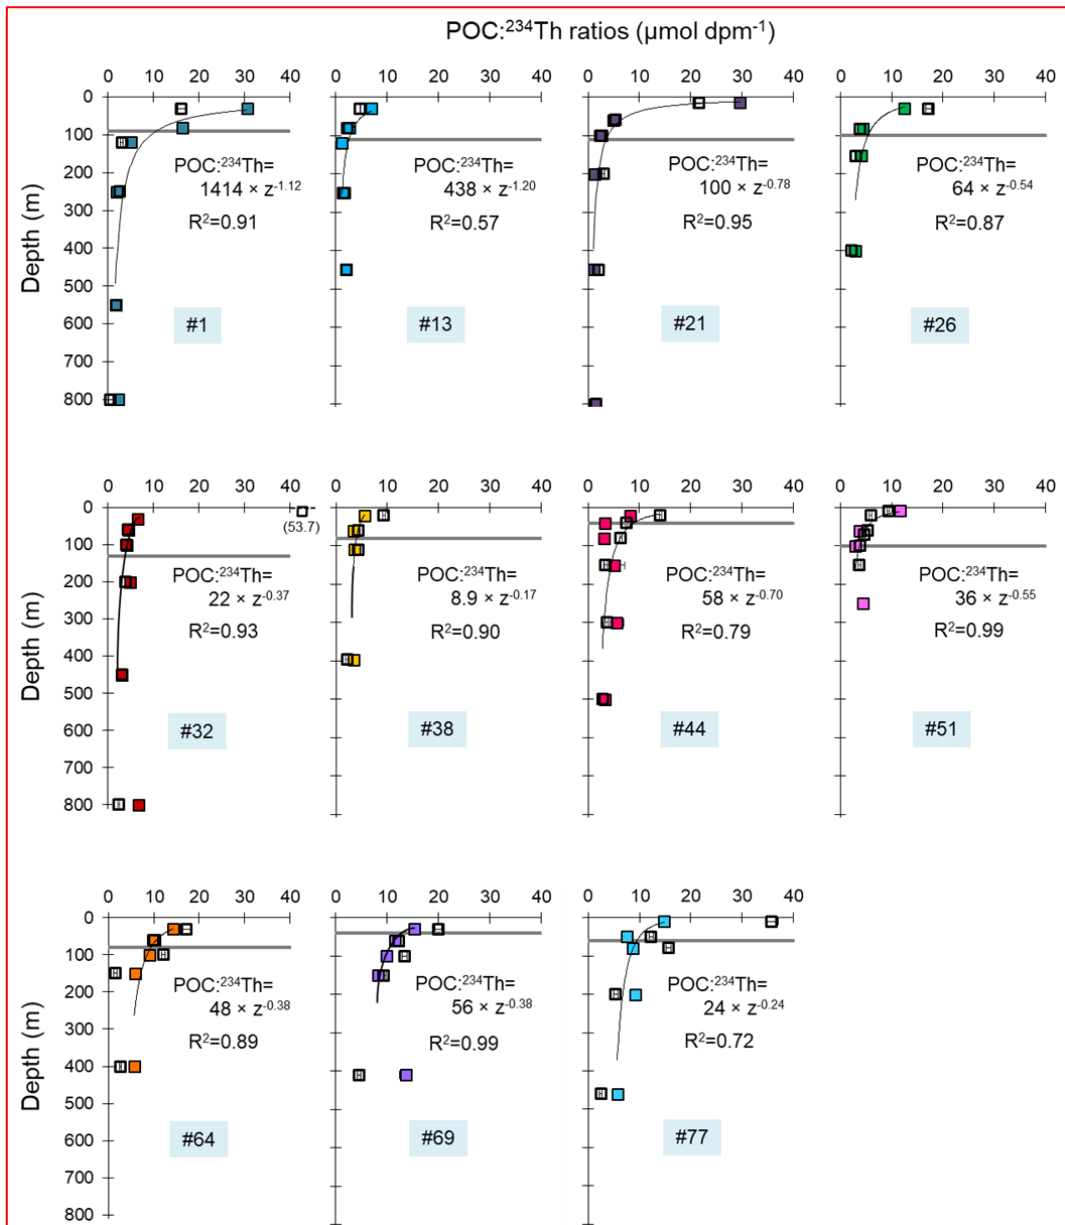 POC:²³⁴Th ratios (µmol dpm⁻¹)
0 10 20 30 40 0 10 20 30 40 0 10 20 30 40 0 10 20 30 40
Depth (m)
0
100
200
300
400
500
600
700
800
POC:²³⁴Th=
1414 × z⁻¹·¹²
R²=0.91
#1
POC:²³⁴Th=
438 × z⁻¹·²⁰
R²=0.57
#13
POC:²³⁴Th=
100 × z⁻⁰·⁷⁸
R²=0.95
#21
POC:²³⁴Th=
64 × z⁻⁰·⁵⁴
R²=0.87
#26
0 10 20 30 40 0 10 20 30 40 0 10 20 30 40 0 10 20 30 40
Depth (m)
0
100
200
300
400
500
600
700
800
(53.7)
POC:²³⁴Th=
22 × z⁻⁰·³⁷
R²=0.93
#32
POC:²³⁴Th=
8.9 × z⁻⁰·¹⁷
R²=0.90
#38
POC:²³⁴Th=
58 × z⁻⁰·⁷⁰
R²=0.79
#44
POC:²³⁴Th=
36 × z⁻⁰·⁵⁵
R²=0.99
#51
0 10 20 30 40 0 10 20 30 40 0 10 20 30 40
Depth (m)
0
100
200
300
400
500
600
700
800
POC:²³⁴Th=
48 × z⁻⁰·³⁸
R²=0.89
#64
POC:²³⁴Th=
56 × z⁻⁰·³⁸
R²=0.99
#69
POC:²³⁴Th=
24 × z⁻⁰·²⁴
R²=0.72
#77